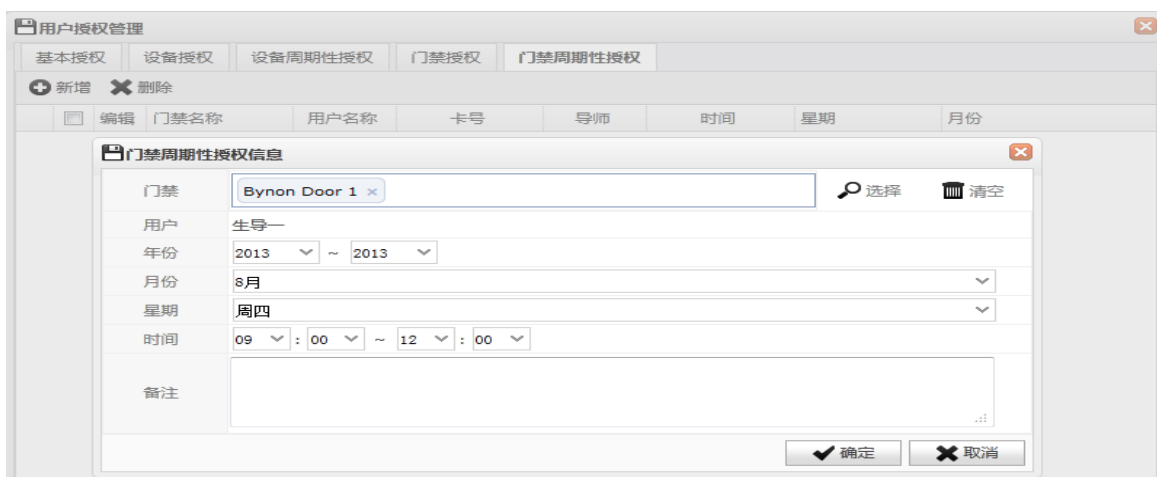 用户授权管理
基本授权 设备授权 设备周期性授权 门禁授权 门禁周期性授权
新增 删除
编辑 门禁名称 用户名称 卡号 导师 时间 星期 月份
门禁周期性授权信息
门禁 Bynon Door 1 × 选择 清空
用户 生导一
年份 2013 ~ 2013
月份 8月
星期 周四
时间 09 : 00 ~ 12 : 00
备注
确定 取消